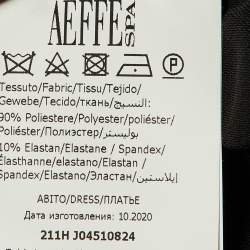 AEFFE SPA
P
Tessuto/Fabric/Tissu/Tejido/
Gewebe/Tecido/ткань/النسيج:
90% Poliestere/Polyester/poliéster/
Poliéster/Полиэстер/بوليستر
10% Elastan/Elastane / Spandex/
Élasthanne/elastano/Elastan /
Spandex/Elastano/Эластан/إيلاستين
ABITO/DRESS/ПЛАТЬЕ
Дата изготовления: 10.2020
211H J04510824